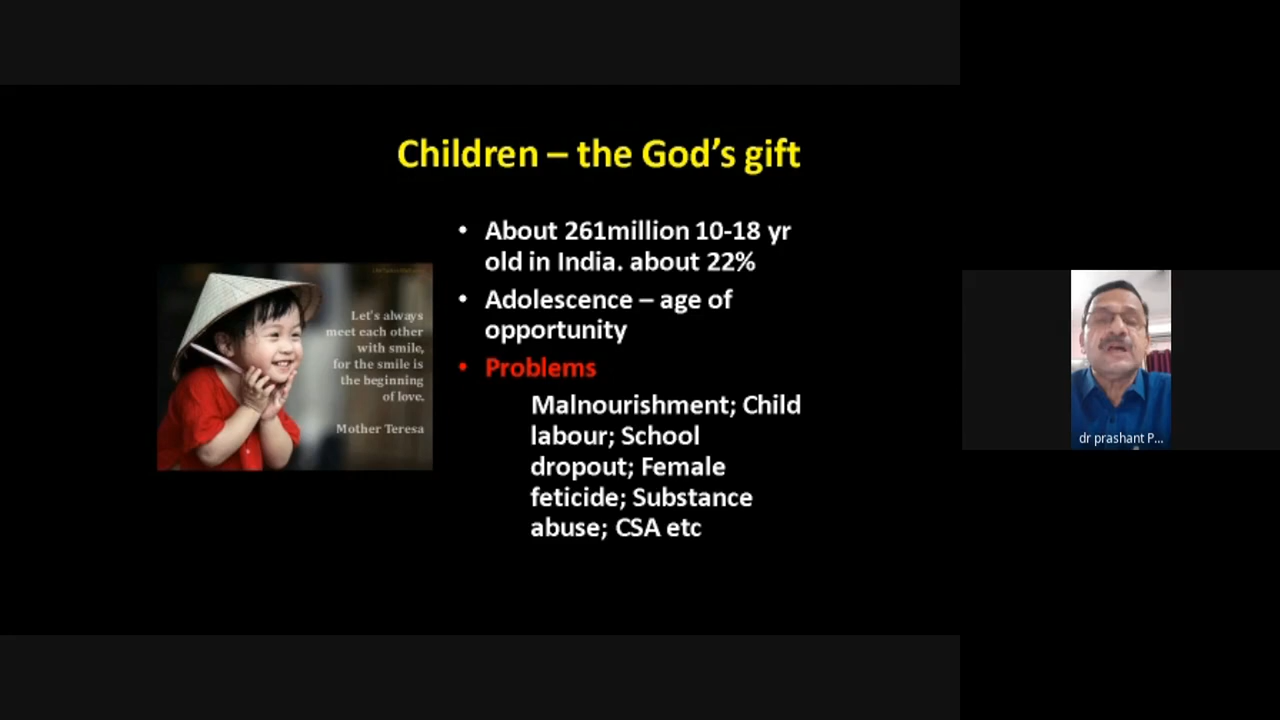 Children – the God's gift
• About 261million 10-18 yr
old in India. about 22%
• Adolescence – age of
opportunity
• Problems
Malnourishment; Child
labour; School
dropout; Female
feticide; Substance
abuse; CSA etc
Let's always
meet each other
with smile,
for the smile is
the beginning
of love.
Mother Teresa
dr prashant P...